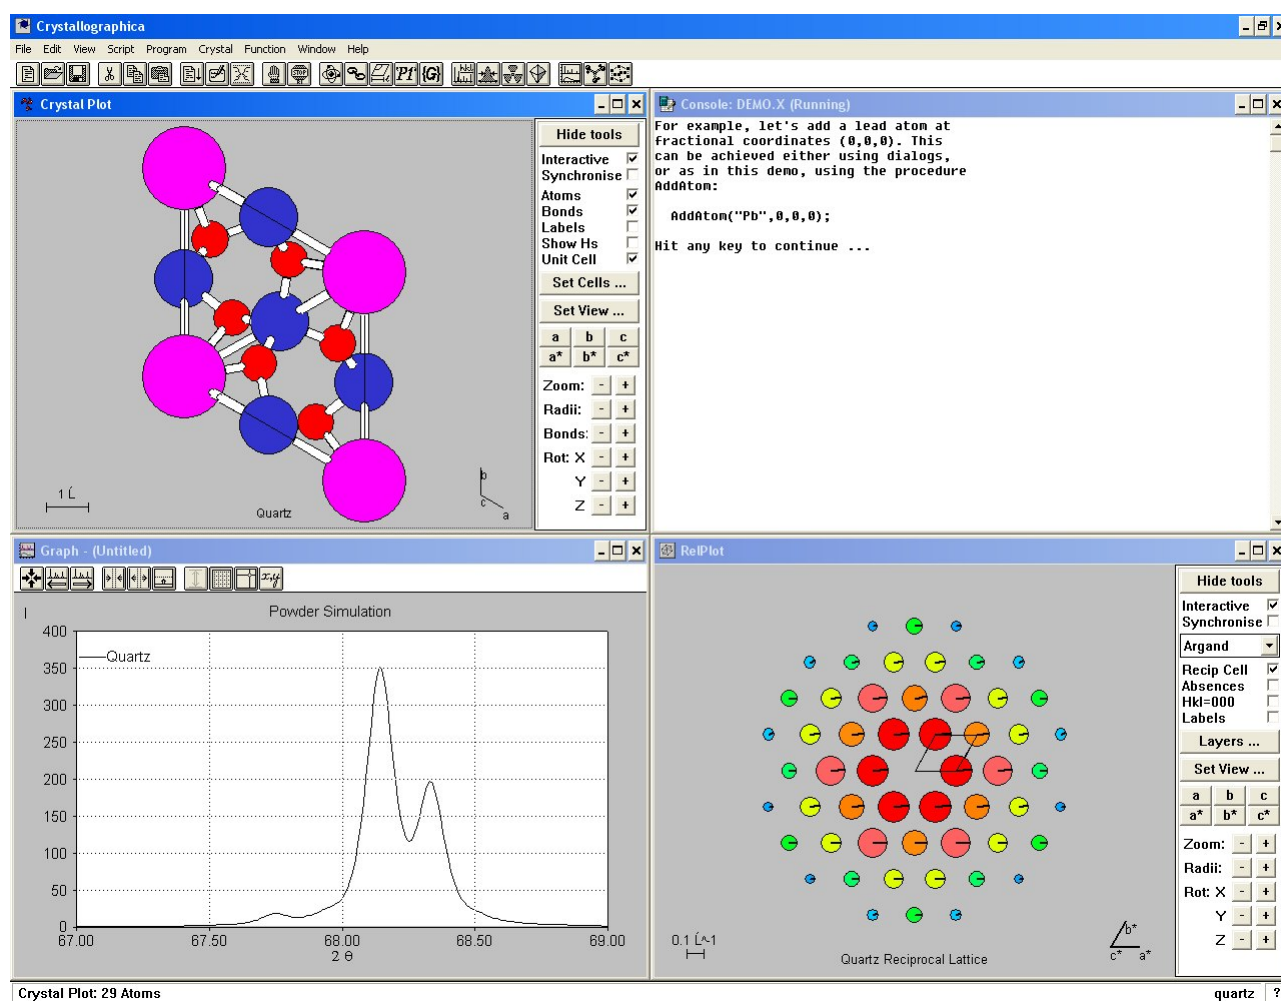 Crystallographica
File Edit View Script Program Crystal Function Window Help
Crystal Plot
Hide tools
Interactive
Synchronise
Atoms
Bonds
Labels
Show Hs
Unit Cell
Set Cells ...
Set View ...
a b c
a* b* c*
Zoom: - +
Radii: - +
Bonds: - +
Rot: X - +
Y - +
Z - +
1 Ĺ
Quartz
b
c
a
Console: DEMO.X (Running)
For example, let's add a lead atom at
fractional coordinates (0,0,0). This
can be achieved either using dialogs,
or as in this demo, using the procedure
AddAtom:
AddAtom("Pb",0,0,0);
Hit any key to continue ...
Graph - (Untitled)
x,y
I
Powder Simulation
Quartz
400
350
300
250
200
150
100
50
0
67.00 67.50 68.00 68.50 69.00
2 θ
RelPlot
Hide tools
Interactive
Synchronise
Argand
Recip Cell
Absences
Hkl=000
Labels
Layers ...
Set View ...
a b c
a* b* c*
Zoom: - +
Radii: - +
Rot: X - +
Y - +
Z - +
0.1 Ĺ^-1
Quartz Reciprocal Lattice
b*
c* a*
Crystal Plot: 29 Atoms
quartz ?